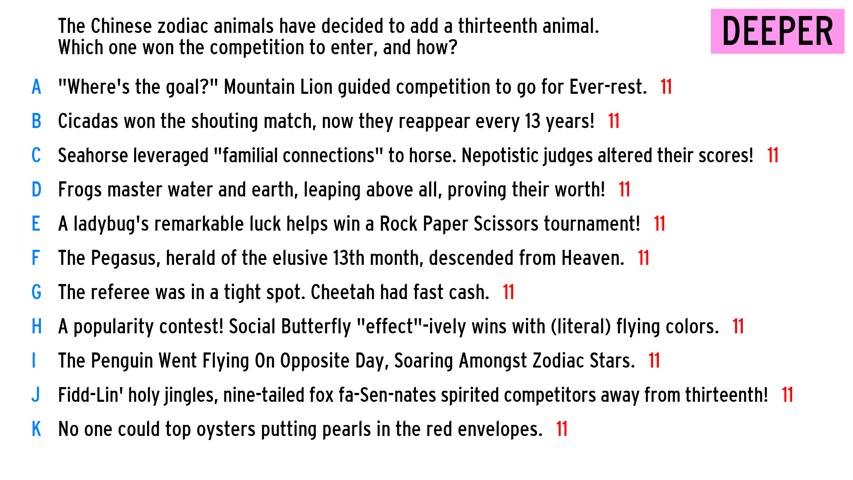 The Chinese zodiac animals have decided to add a thirteenth animal.
Which one won the competition to enter, and how?
DEEPER
A "Where's the goal?" Mountain Lion guided competition to go for Ever-rest. 11
B Cicadas won the shouting match, now they reappear every 13 years! 11
C Seahorse leveraged "familial connections" to horse. Nepotistic judges altered their scores! 11
D Frogs master water and earth, leaping above all, proving their worth! 11
E A ladybug's remarkable luck helps win a Rock Paper Scissors tournament! 11
F The Pegasus, herald of the elusive 13th month, descended from Heaven. 11
G The referee was in a tight spot. Cheetah had fast cash. 11
H A popularity contest! Social Butterfly "effect"-ively wins with (literal) flying colors. 11
I The Penguin Went Flying On Opposite Day, Soaring Amongst Zodiac Stars. 11
J Fidd-Lin' holy jingles, nine-tailed fox fa-Sen-nates spirited competitors away from thirteenth! 11
K No one could top oysters putting pearls in the red envelopes. 11